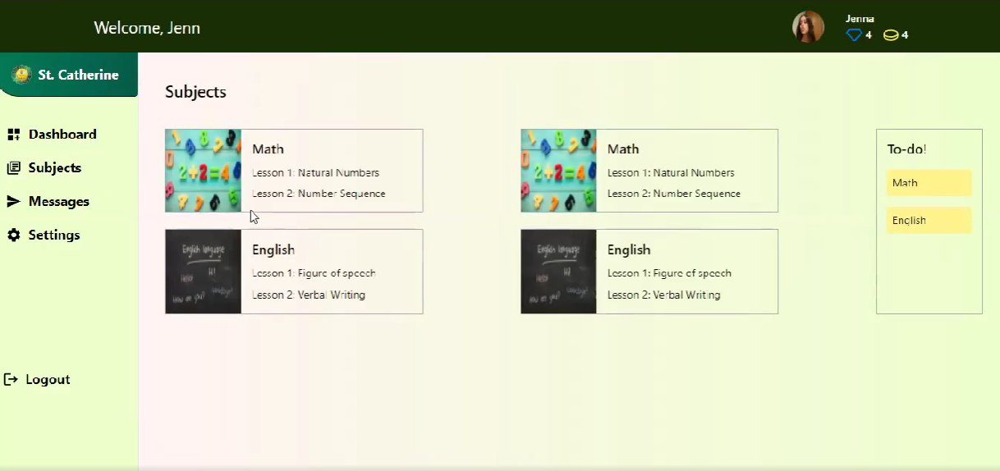 Welcome, Jenn
Jenna
4 4
St. Catherine
Dashboard
Subjects
Messages
Settings
Logout
Subjects
2+2=4
Math
Lesson 1: Natural Numbers
Lesson 2: Number Sequence
English language
Hi!
Hello!
How are you?
Goodbye!
English
Lesson 1: Figure of speech
Lesson 2: Verbal Writing
2+2=4
Math
Lesson 1: Natural Numbers
Lesson 2: Number Sequence
English language
Hi!
Hello!
How are you?
Goodbye!
English
Lesson 1: Figure of speech
Lesson 2: Verbal Writing
To-do!
Math
English